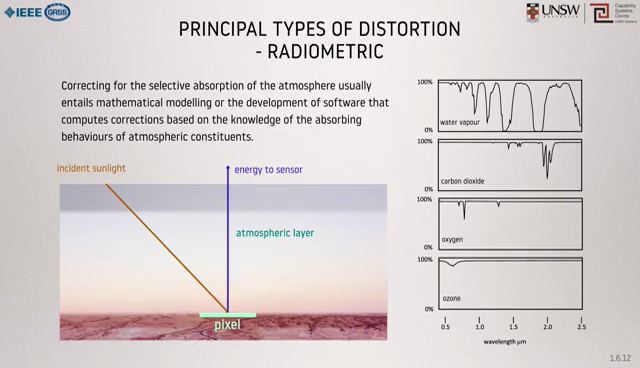 IEEE GRSS
UNSW
AUSTRALIA
Capability
Systems
Centre
UNSW Canberra
PRINCIPAL TYPES OF DISTORTION
- RADIOMETRIC
Correcting for the selective absorption of the atmosphere usually
entails mathematical modelling or the development of software that
computes corrections based on the knowledge of the absorbing
behaviours of atmospheric constituents.
incident sunlight
energy to sensor
atmospheric layer
pixel
100%
water vapour
0%
100%
carbon dioxide
0%
100%
oxygen
0%
100%
ozone
0%
0.5 1.0 1.5 2.0 2.5
wavelength µm
1.6.12